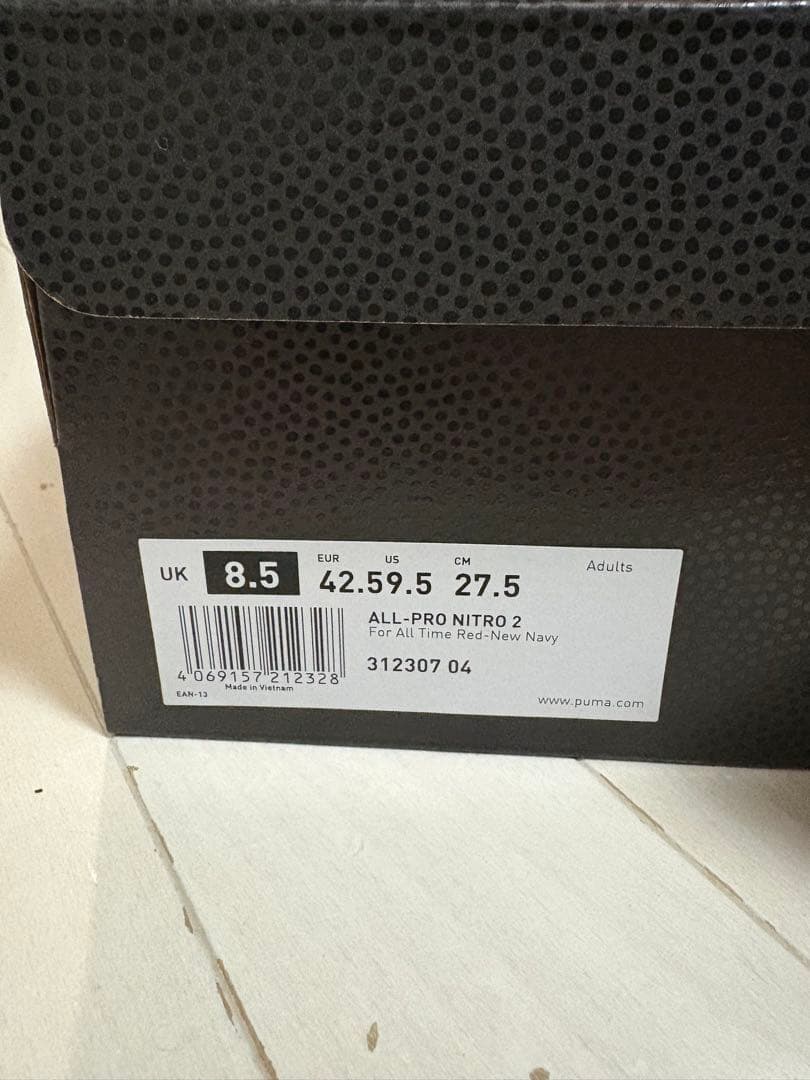 EUR US CM Adults
UK 8.5 42.5 9.5 27.5
ALL-PRO NITRO 2
For All Time Red-New Navy
312307 04
4 069157 212328
Made in Vietnam
EAN-13
www.puma.com